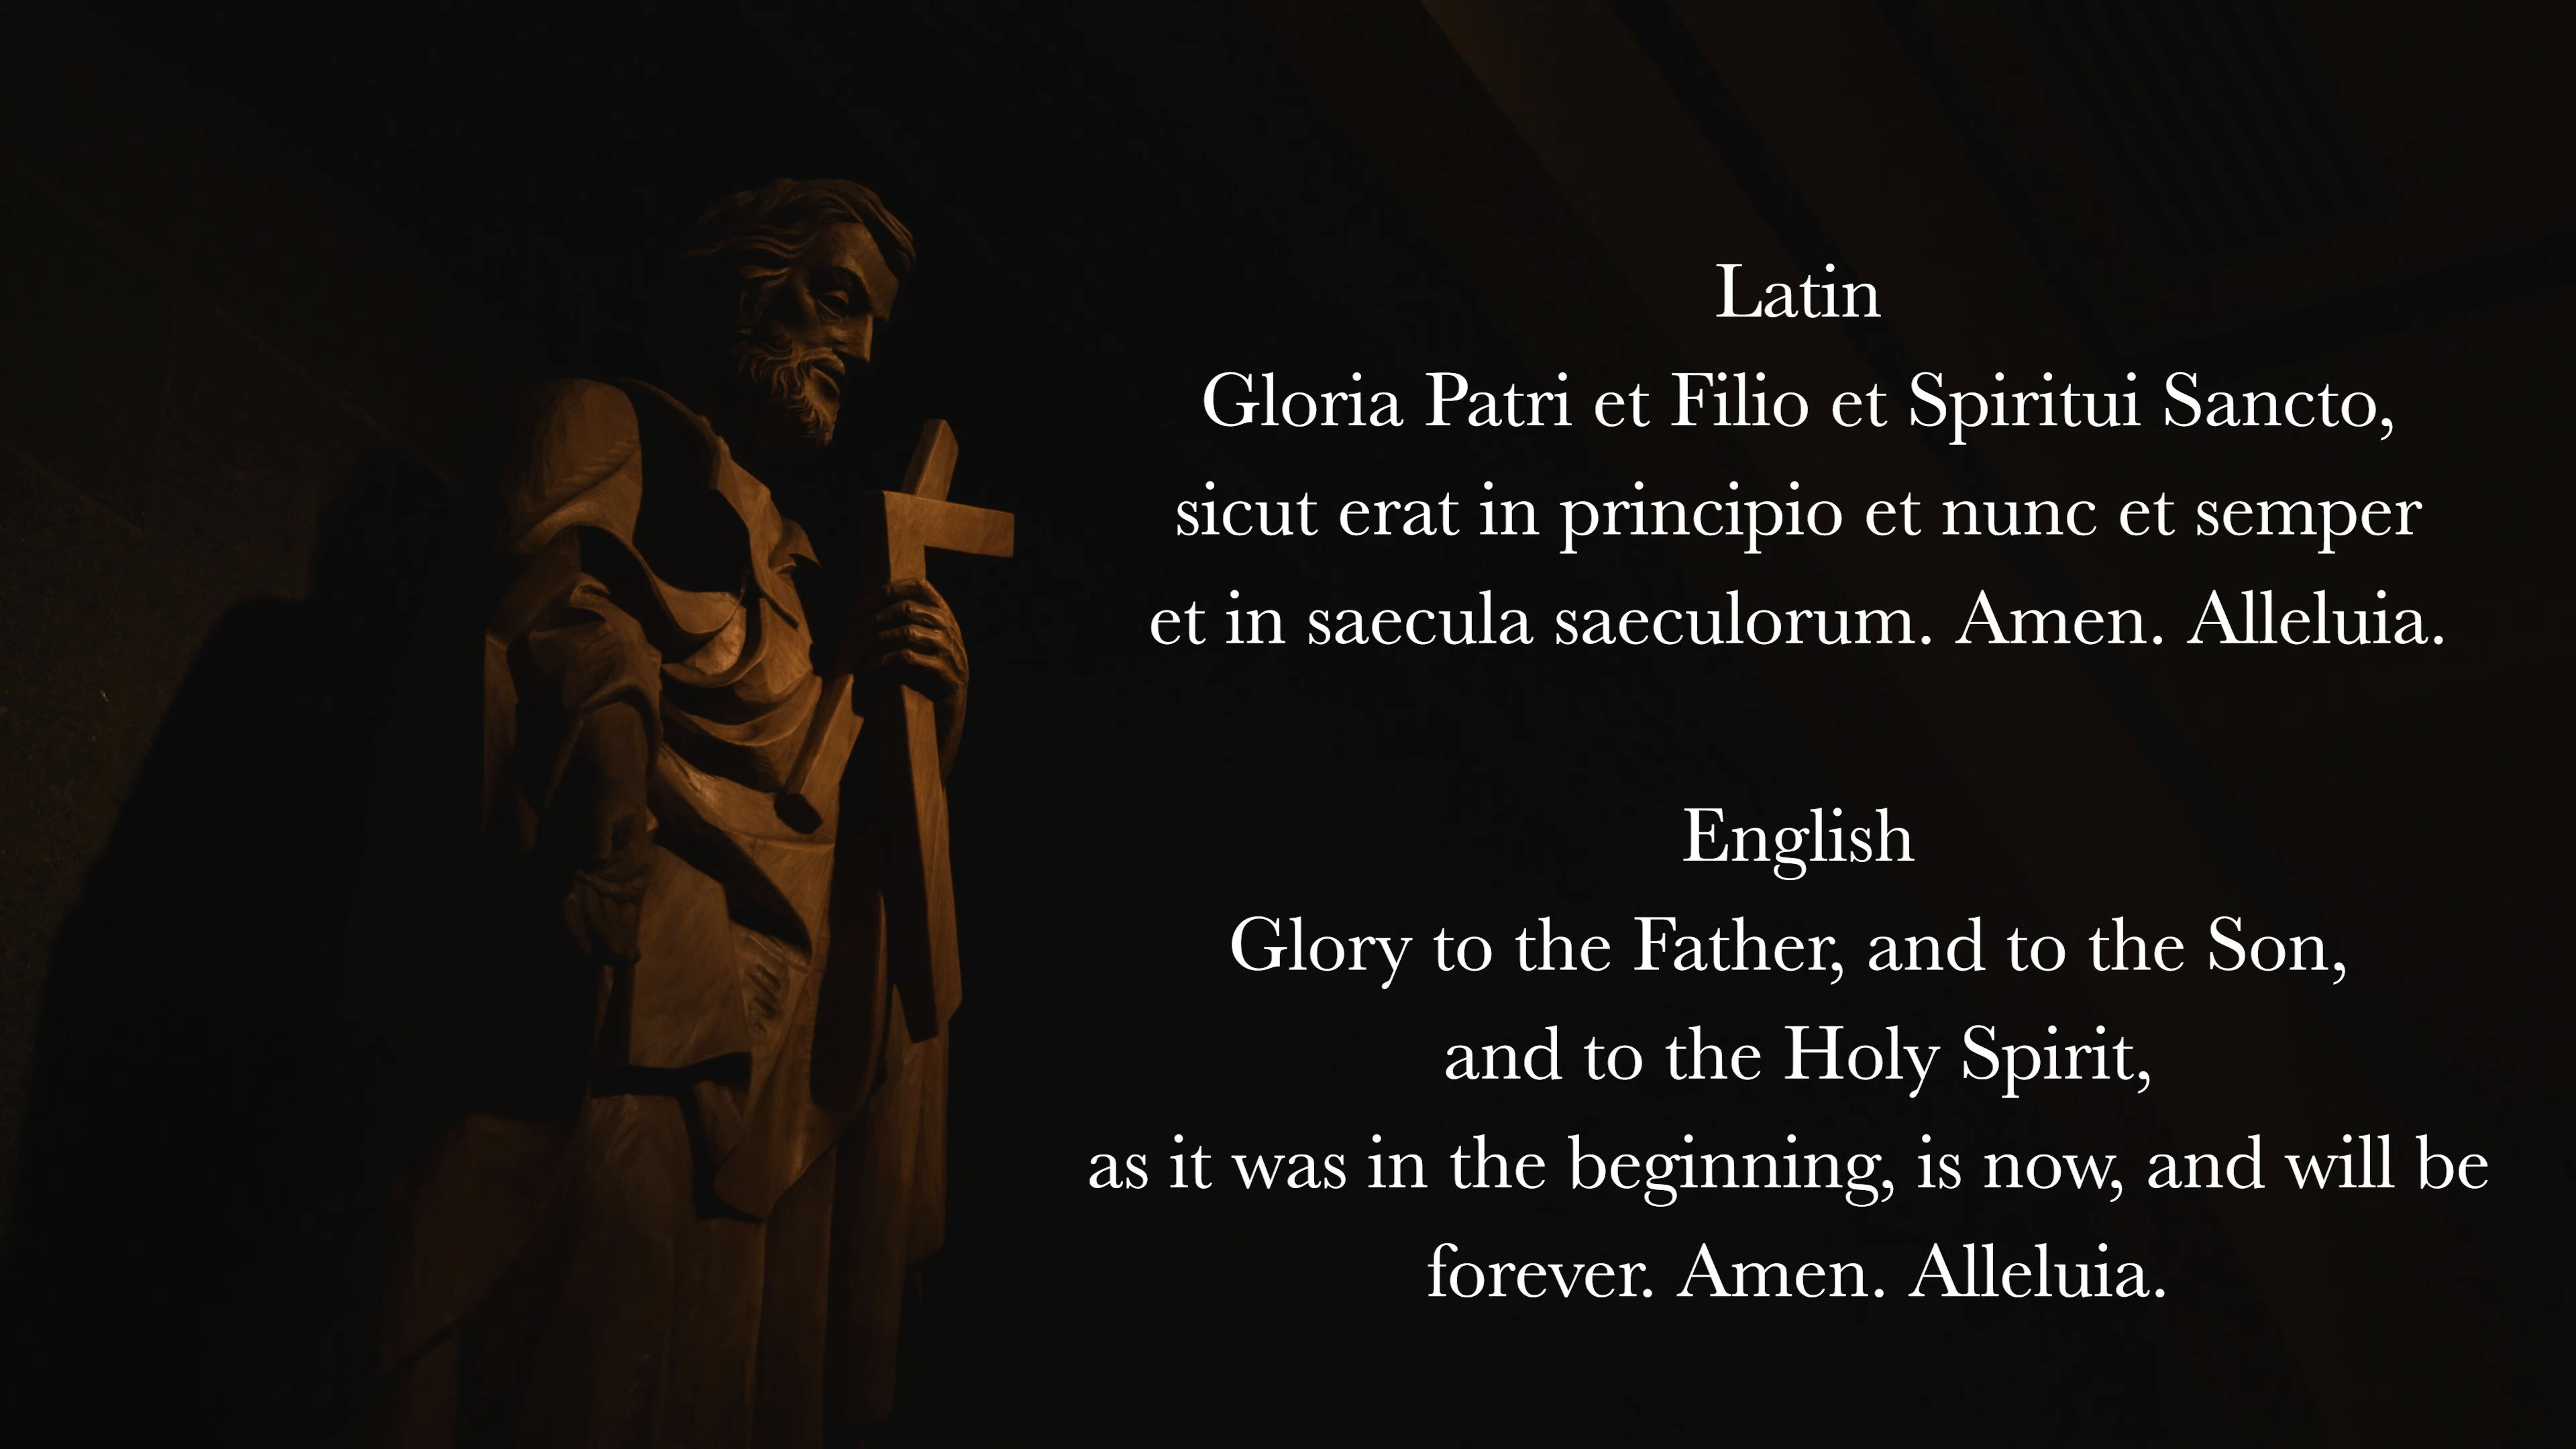 Latin
Gloria Patri et Filio et Spiritui Sancto,
sicut erat in principio et nunc et semper
et in saecula saeculorum. Amen. Alleluia.
English
Glory to the Father, and to the Son,
and to the Holy Spirit,
as it was in the beginning, is now, and will be
forever. Amen. Alleluia.